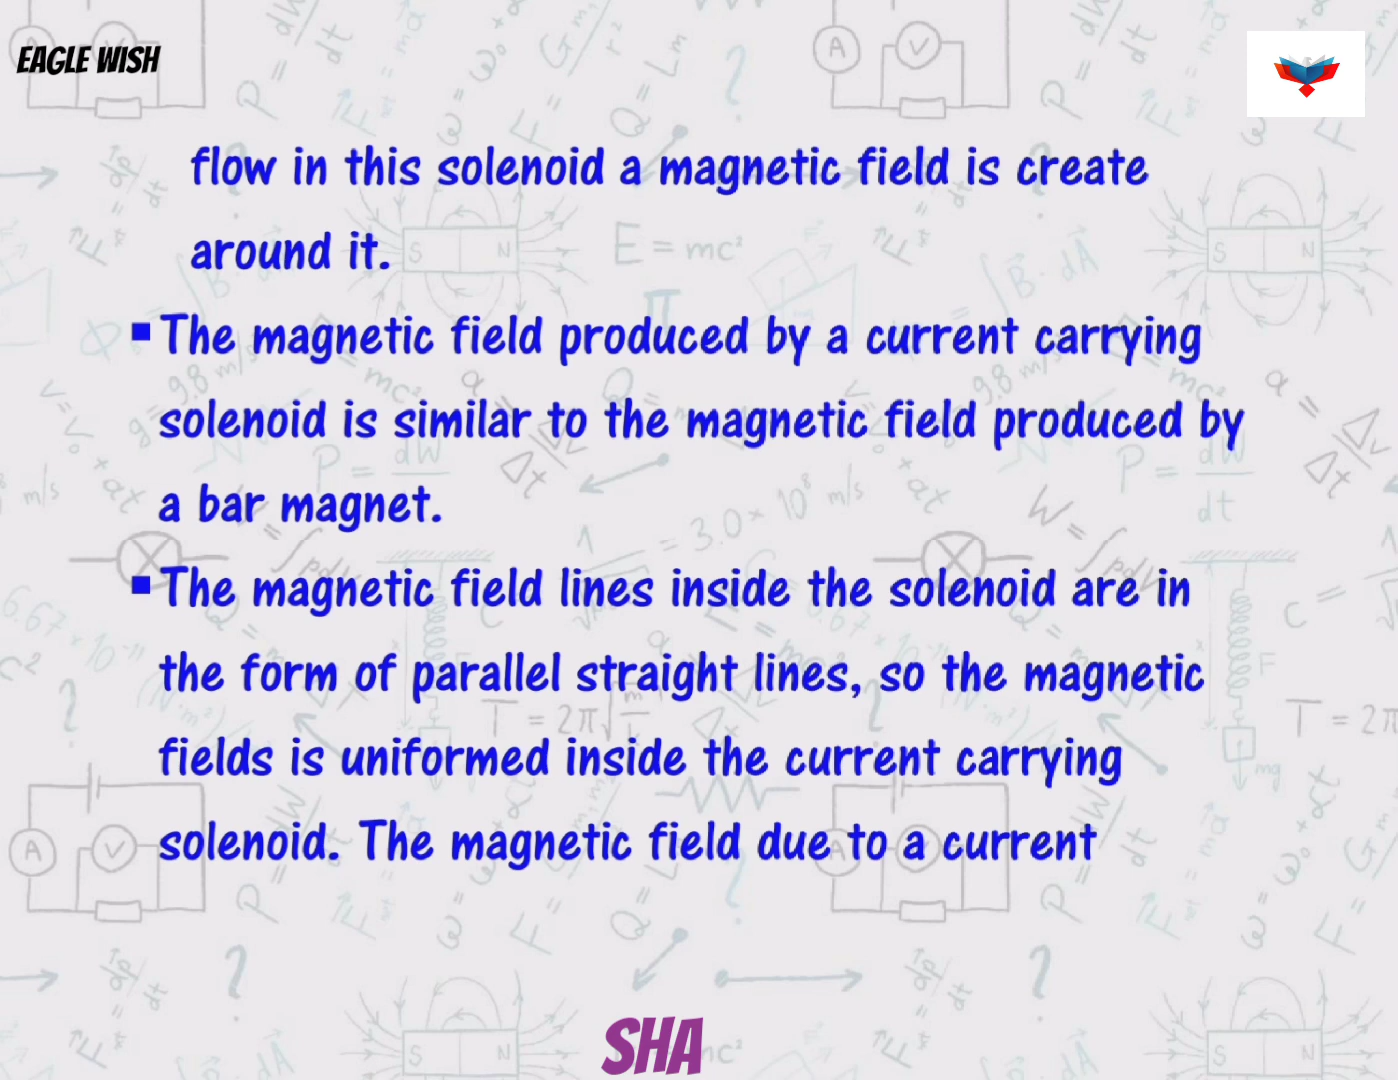 EAGLE WISH
flow in this solenoid a magnetic field is create
around it.
▪The magnetic field produced by a current carrying
solenoid is similar to the magnetic field produced by
a bar magnet.
▪The magnetic field lines inside the solenoid are in
the form of parallel straight lines, so the magnetic
fields is uniformed inside the current carrying
solenoid. The magnetic field due to a current
SHA